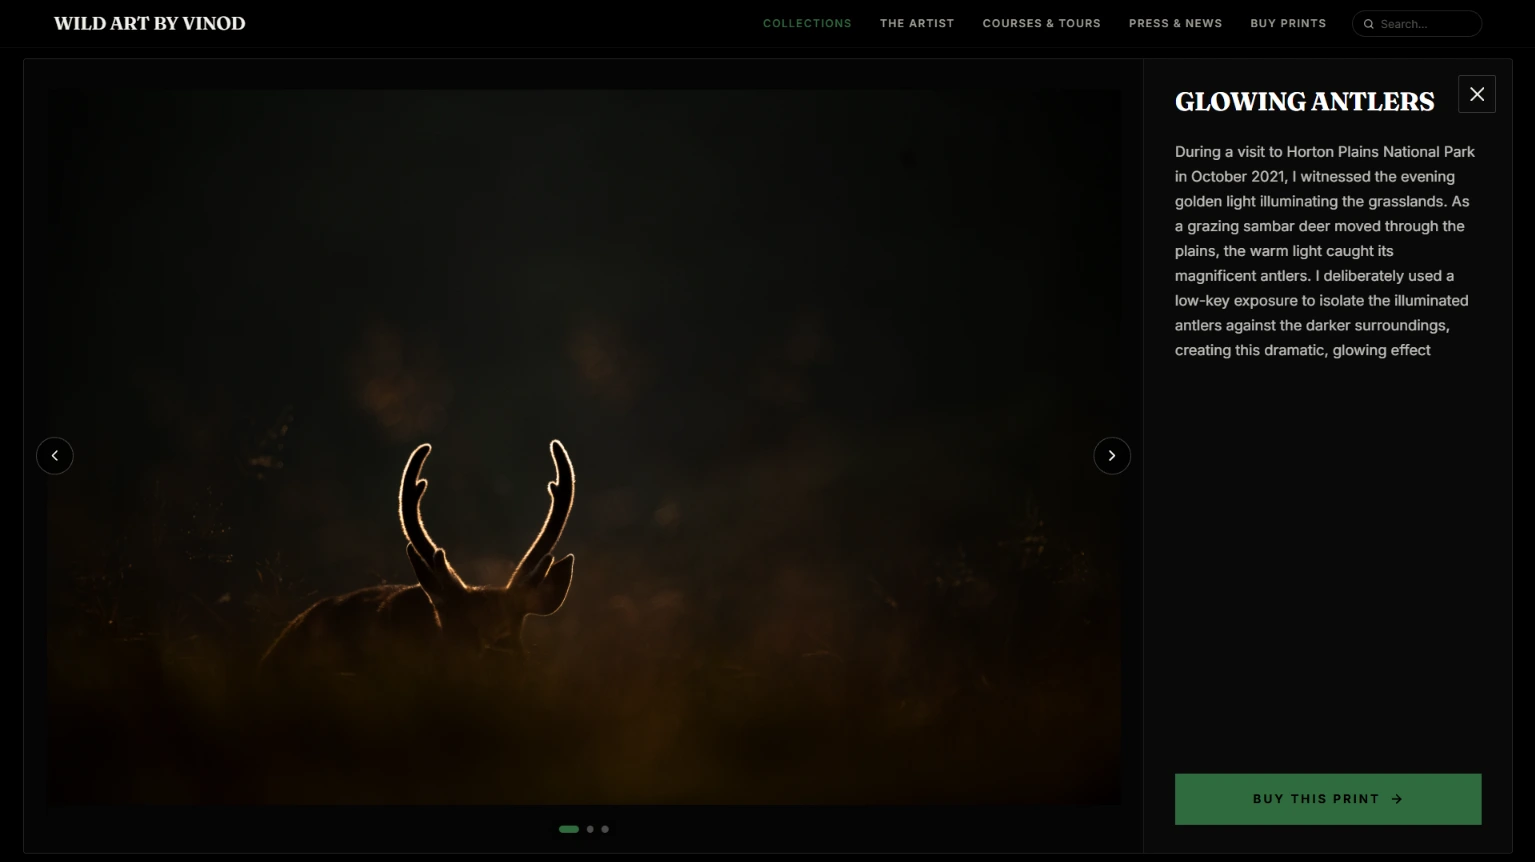 WILD ART BY VINOD
COLLECTIONS
THE ARTIST
COURSES & TOURS
PRESS & NEWS
BUY PRINTS
Search...
GLOWING ANTLERS
During a visit to Horton Plains National Park
in October 2021, I witnessed the evening
golden light illuminating the grasslands. As
a grazing sambar deer moved through the
plains, the warm light caught its
magnificent antlers. I deliberately used a
low-key exposure to isolate the illuminated
antlers against the darker surroundings,
creating this dramatic, glowing effect
BUY THIS PRINT →